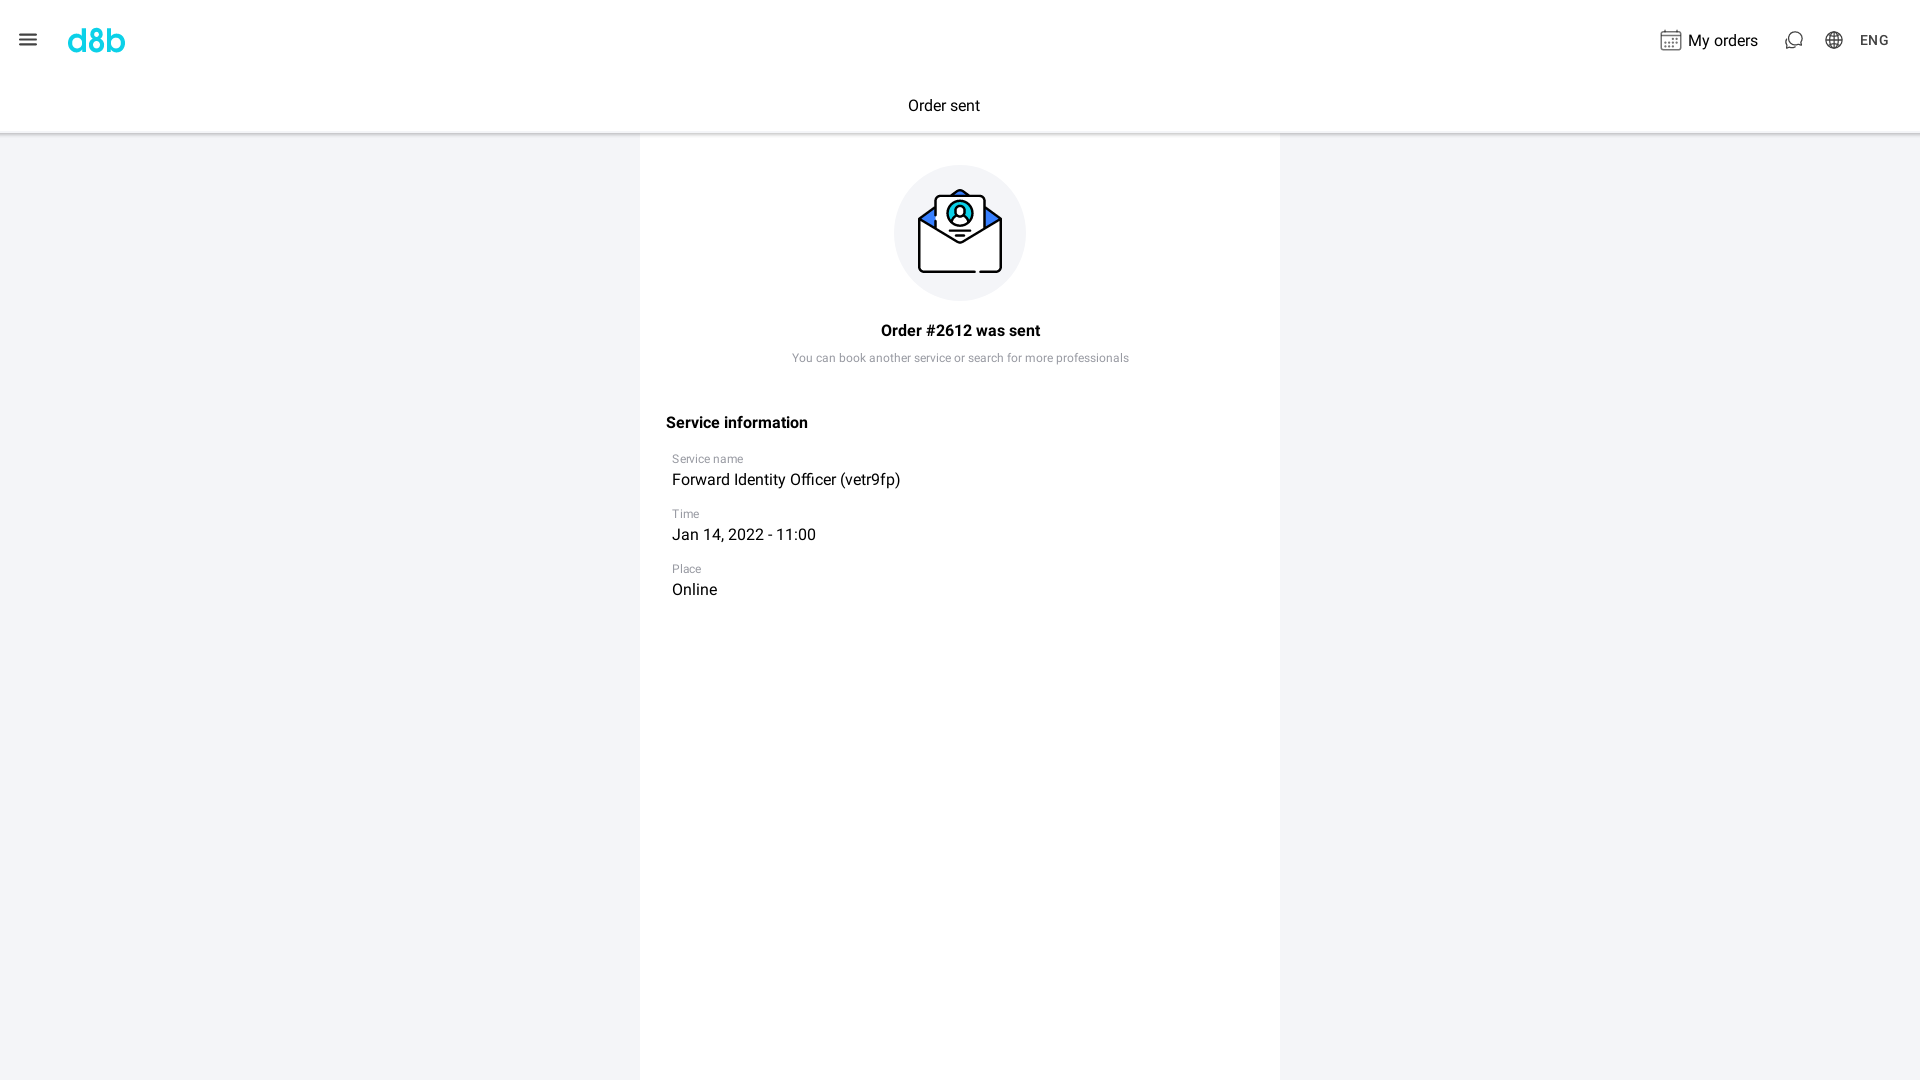 d8b
My orders
ENG
Order sent
Order #2612 was sent
You can book another service or search for more professionals
Service information
Service name
Forward Identity Officer (vetr9fp)
Time
Jan 14, 2022 - 11:00
Place
Online